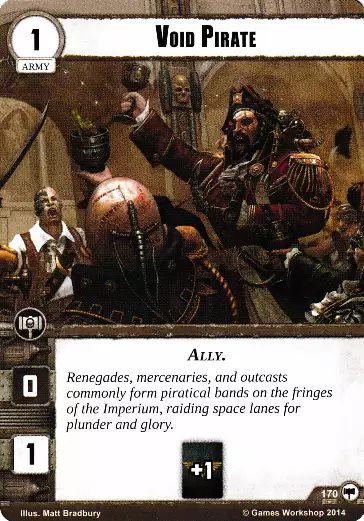 1
ARMY
VOID PIRATE
ALLY.
0
Renegades, mercenaries, and outcasts
commonly form piratical bands on the fringes
of the Imperium, raiding space lanes for
plunder and glory.
1
+1
170
Illus. Matt Bradbury
© Games Workshop 2014